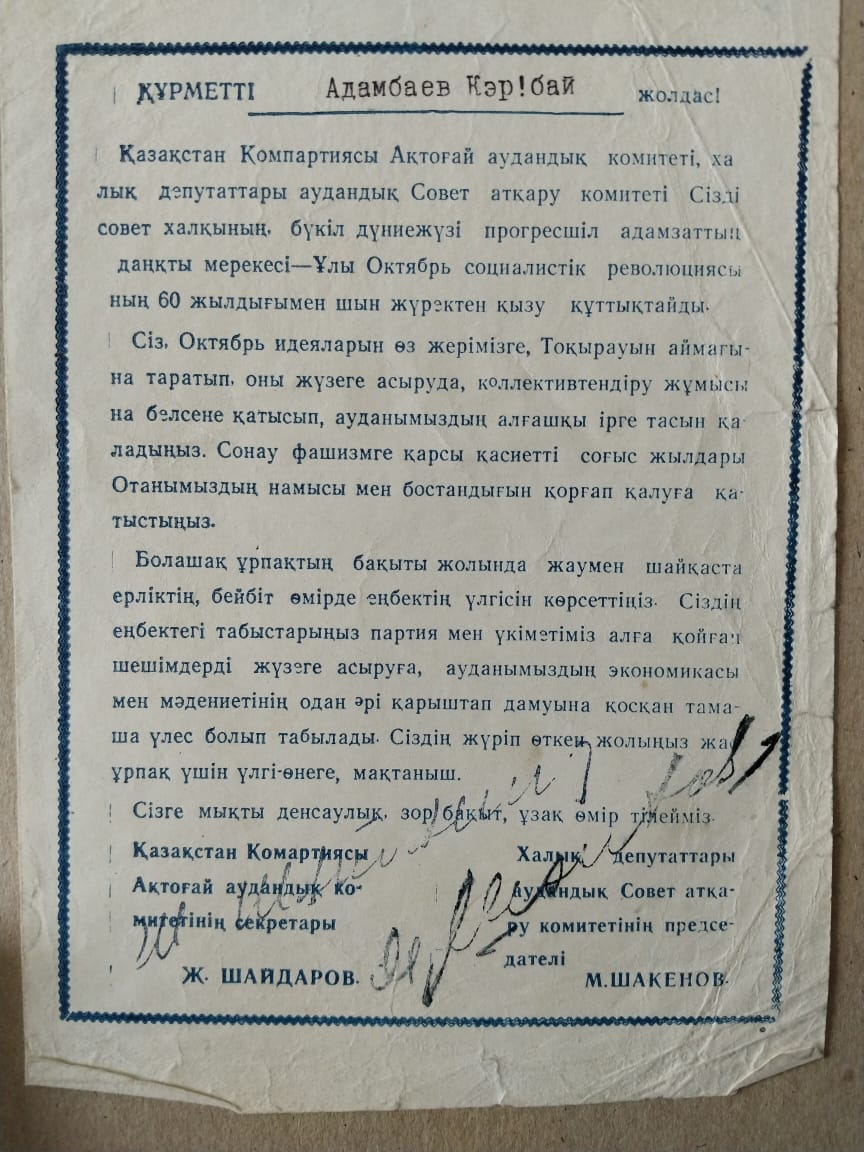 ҚҰРМЕТТІ Адамбаев Кэр!бай жолдас!
Қазақстан Компартиясы Ақтоғай аудандық комитеті, ха
лық депутаттары аудандық Совет атқару комитеті Сізді
совет халқының, бүкіл дүниежүзі прогресшіл адамзаттың
даңқты мерекесі—Ұлы Октябрь социалистік революциясы
ның 60 жылдығымен шын жүректен қызу құттықтайды.
Сіз, Октябрь идеяларын өз жерімізге, Тоқырауын аймағы-
на таратып, оны жүзеге асыруда, коллективтендіру жұмысы
на белсене қатысып, ауданымыздың алғашқы ірге тасын қа-
ладыңыз. Сонау фашизмге қарсы қасиетті соғыс жылдары
Отанымыздың намысы мен бостандығын қорғап қалуға қа-
тыстыңыз.
Болашақ ұрпақтың бақыты жолында жаумен шайқаста
ерліктің, бейбіт өмірде еңбектің үлгісін көрсеттіңіз. Сіздің
еңбектегі табыстарыңыз партия мен үкіметіміз алға қойған
шешімдерді жүзеге асыруға, ауданымыздың экономикасы
мен мәдениетінің одан әрі қарыштап дамуына қосқан тама-
ша үлес болып табылады. Сіздің жүріп өткен жолыңыз жас
ұрпақ үшін үлгі-өнеге, мақтаныш.
Сізге мықты денсаулық, зор бақыт, ұзақ өмір тілейміз.
Қазақстан Комартиясы
Ақтоғай аудандық ко-
митетінің секретары
Ж. ШАЙДАРОВ.
Халық депутаттары
аудандық Совет атқа-
ру комитетінің предсе-
дателі
М.ШАКЕНОВ.